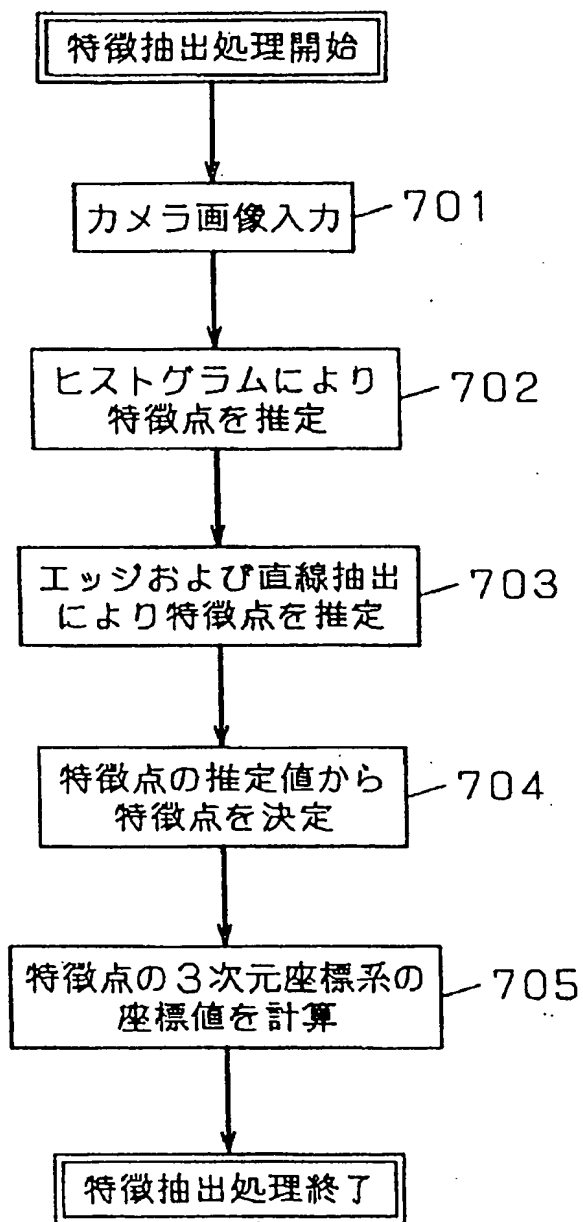 特徴抽出処理開始
カメラ画像入力
701
ヒストグラムにより
特徴点を推定
702
エッジおよび直線抽出
により特徴点を推定
703
特徴点の推定値から
特徴点を決定
704
特徴点の3次元座標系の
座標値を計算
705
特徴抽出処理終了